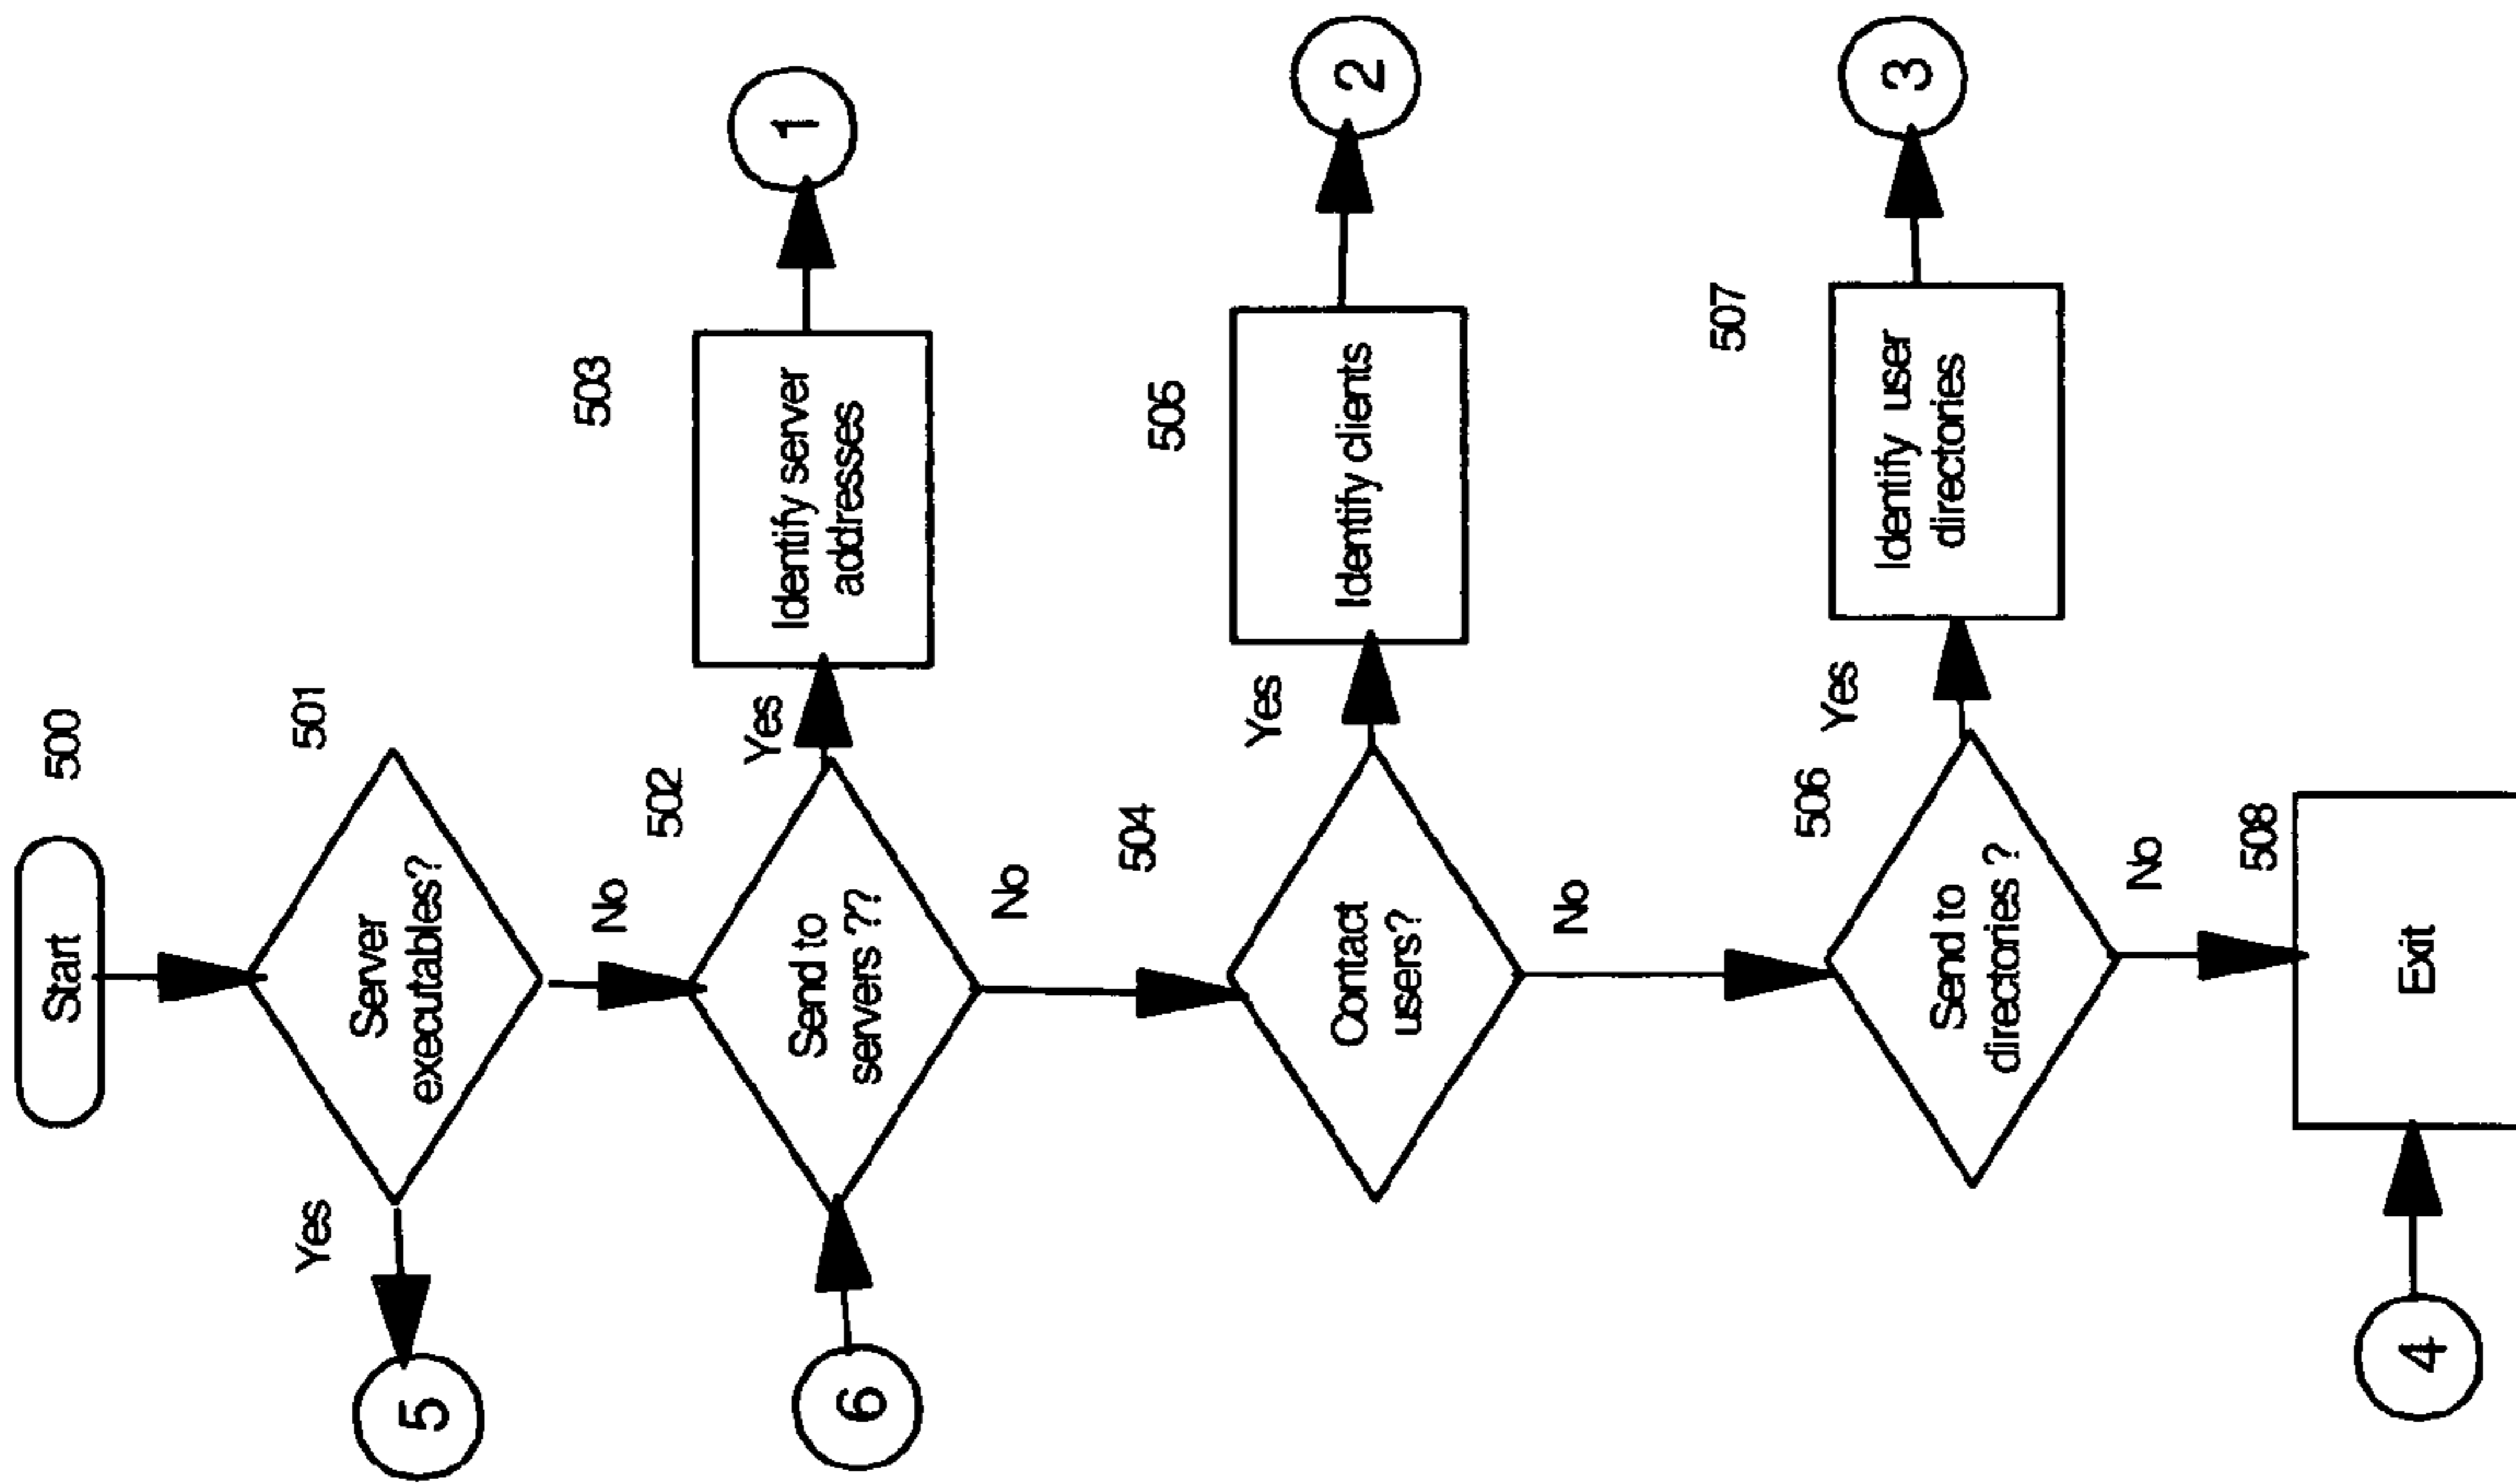 Start
500
501
Yes
Server
executables?
5
No
503
502
Yes
Send to
servers ??
Identify server
addresses
1
6
No
504
505
Yes
Contact
users?
Identify clients
2
No
507
506
Yes
Send to
directories ?
Identify user
directories
3
No
508
Exit
4